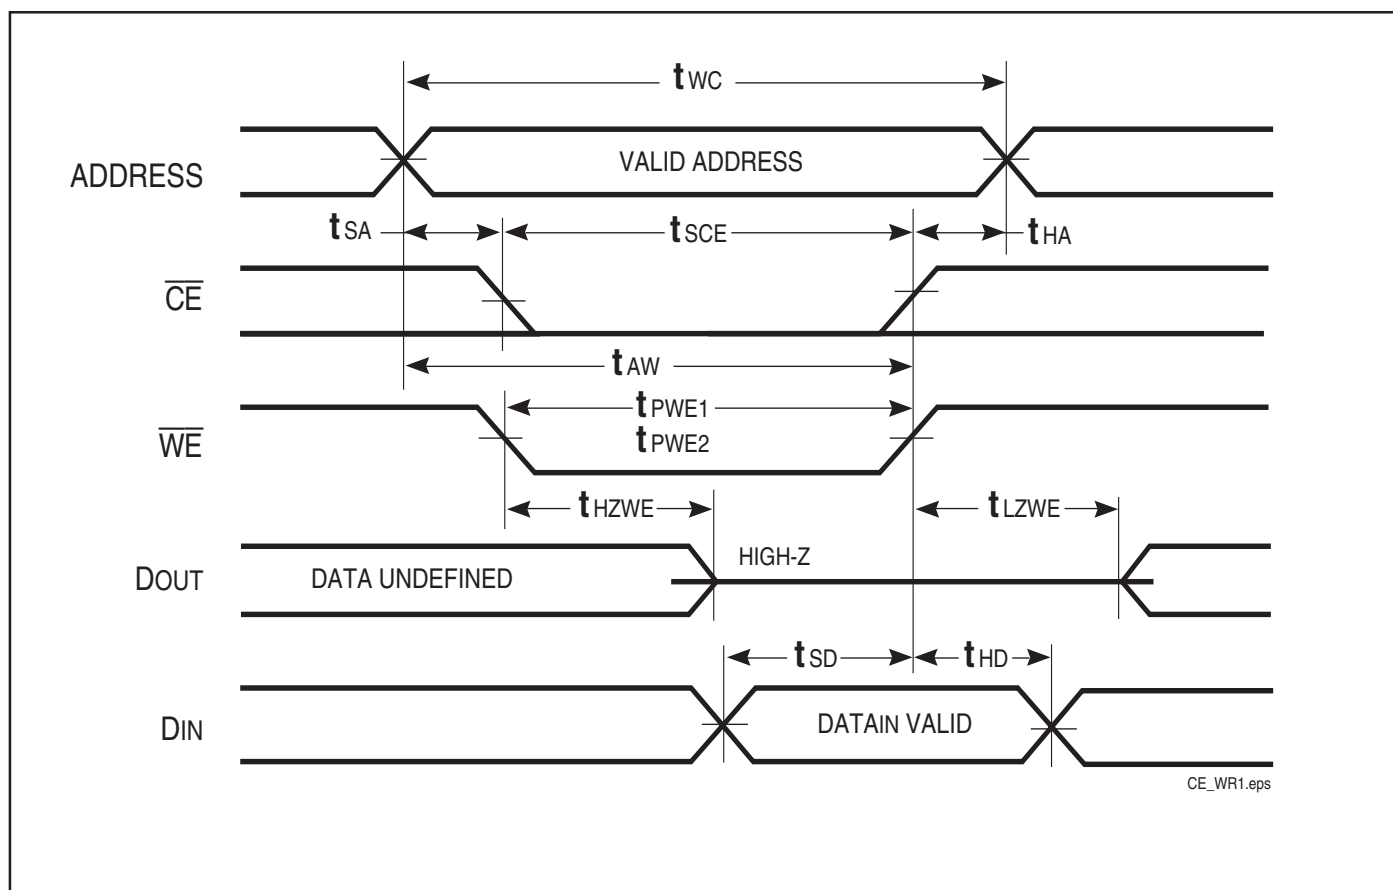 tWC
ADDRESS
VALID ADDRESS
tSA
tSCE
tHA
CE
tAW
tPWE1
WE
tPWE2
tHZWE
tLZWE
DOUT
DATA UNDEFINED
HIGH-Z
tSD
tHD
DIN
DATAIN VALID
CE_WR1.eps